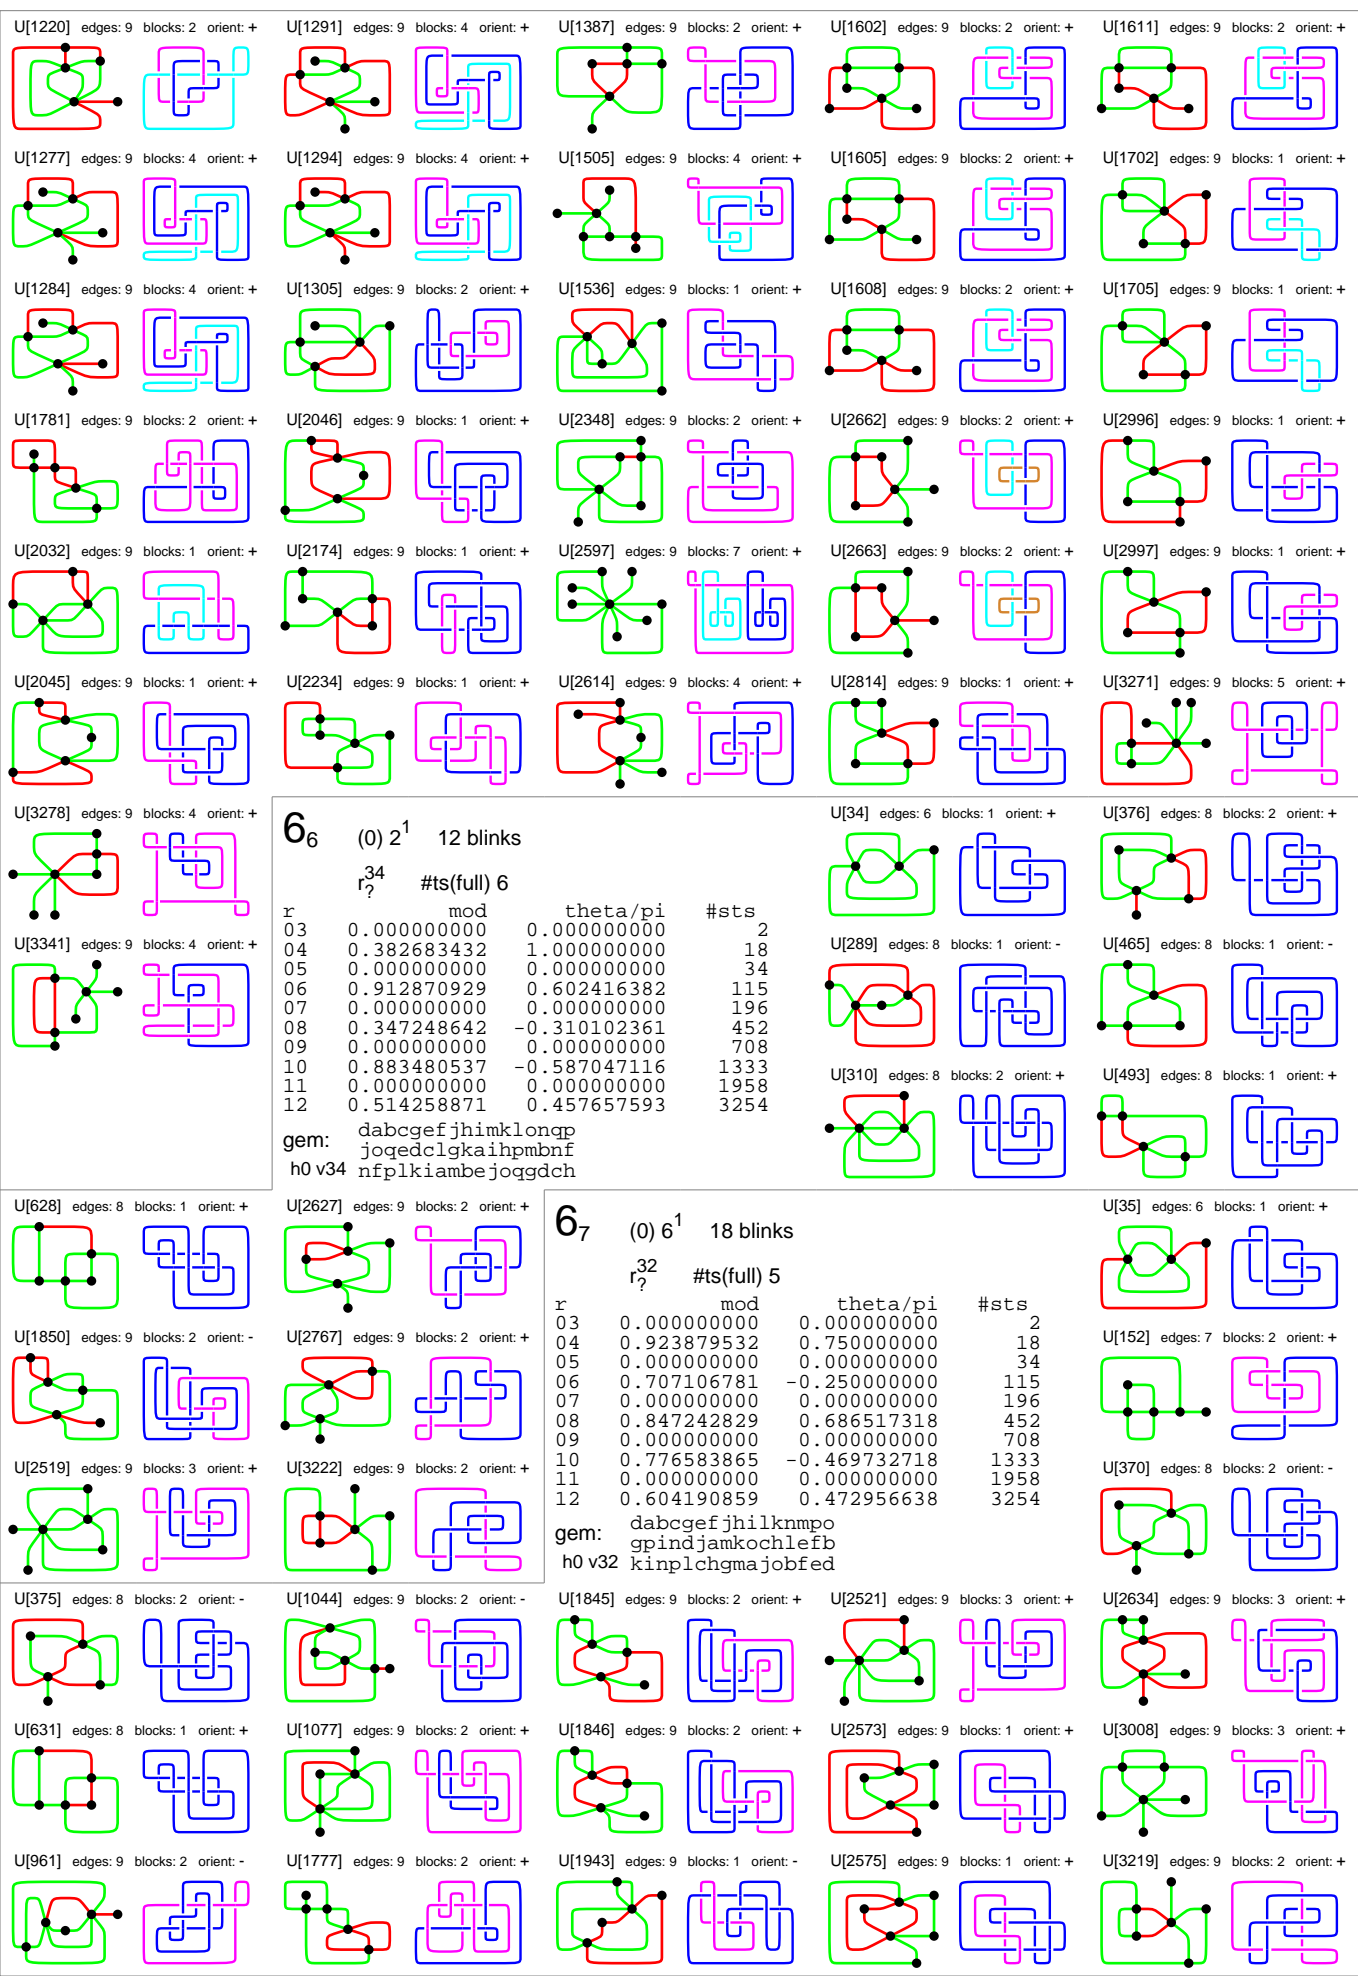 U[1220] edges: 9 blocks: 2 orient: +
U[1291] edges: 9 blocks: 4 orient: +
U[1387] edges: 9 blocks: 2 orient: +
U[1602] edges: 9 blocks: 2 orient: +
U[1611] edges: 9 blocks: 2 orient: +
U[1277] edges: 9 blocks: 4 orient: +
U[1294] edges: 9 blocks: 4 orient: +
U[1505] edges: 9 blocks: 4 orient: +
U[1605] edges: 9 blocks: 2 orient: +
U[1702] edges: 9 blocks: 1 orient: +
U[1284] edges: 9 blocks: 4 orient: +
U[1305] edges: 9 blocks: 2 orient: +
U[1536] edges: 9 blocks: 1 orient: +
U[1608] edges: 9 blocks: 2 orient: +
U[1705] edges: 9 blocks: 1 orient: +
U[1781] edges: 9 blocks: 2 orient: +
U[2046] edges: 9 blocks: 1 orient: +
U[2348] edges: 9 blocks: 2 orient: +
U[2662] edges: 9 blocks: 2 orient: +
U[2996] edges: 9 blocks: 1 orient: +
U[2032] edges: 9 blocks: 1 orient: +
U[2174] edges: 9 blocks: 1 orient: +
U[2597] edges: 9 blocks: 7 orient: +
U[2663] edges: 9 blocks: 2 orient: +
U[2997] edges: 9 blocks: 1 orient: +
U[2045] edges: 9 blocks: 1 orient: +
U[2234] edges: 9 blocks: 1 orient: +
U[2614] edges: 9 blocks: 4 orient: +
U[2814] edges: 9 blocks: 1 orient: +
U[3271] edges: 9 blocks: 5 orient: +
U[3278] edges: 9 blocks: 4 orient: +
U[3341] edges: 9 blocks: 4 orient: +
6_6 (0) 2^1 12 blinks
r_?^34 #ts(full) 6
r mod theta/pi #sts
03 0.000000000 0.000000000 2
04 0.382683432 1.000000000 18
05 0.000000000 0.000000000 34
06 0.912870929 0.602416382 115
07 0.000000000 0.000000000 196
08 0.347248642 -0.310102361 452
09 0.000000000 0.000000000 708
10 0.883480537 -0.587047116 1333
11 0.000000000 0.000000000 1958
12 0.514258871 0.457657593 3254
gem: dabcgefjhimklonqp
joqedclgkaihpmbnf
h0 v34 nfplkiambejoqgdch
U[34] edges: 6 blocks: 1 orient: +
U[376] edges: 8 blocks: 2 orient: +
U[289] edges: 8 blocks: 1 orient: -
U[465] edges: 8 blocks: 1 orient: -
U[310] edges: 8 blocks: 2 orient: +
U[493] edges: 8 blocks: 1 orient: +
U[628] edges: 8 blocks: 1 orient: +
U[2627] edges: 9 blocks: 2 orient: +
U[1850] edges: 9 blocks: 2 orient: -
U[2767] edges: 9 blocks: 2 orient: +
U[2519] edges: 9 blocks: 3 orient: +
U[3222] edges: 9 blocks: 2 orient: +
6_7 (0) 6^1 18 blinks
r_?^32 #ts(full) 5
r mod theta/pi #sts
03 0.000000000 0.000000000 2
04 0.923879532 0.750000000 18
05 0.000000000 0.000000000 34
06 0.707106781 -0.250000000 115
07 0.000000000 0.000000000 196
08 0.847242829 0.686517318 452
09 0.000000000 0.000000000 708
10 0.776583865 -0.469732718 1333
11 0.000000000 0.000000000 1958
12 0.604190859 0.472956638 3254
gem: dabcgefjhilknmpo
gpindjamkochlefb
h0 v32 kinplchgmajobfed
U[35] edges: 6 blocks: 1 orient: +
U[152] edges: 7 blocks: 2 orient: +
U[370] edges: 8 blocks: 2 orient: -
U[375] edges: 8 blocks: 2 orient: -
U[1044] edges: 9 blocks: 2 orient: -
U[1845] edges: 9 blocks: 2 orient: +
U[2521] edges: 9 blocks: 3 orient: +
U[2634] edges: 9 blocks: 3 orient: +
U[631] edges: 8 blocks: 1 orient: +
U[1077] edges: 9 blocks: 2 orient: +
U[1846] edges: 9 blocks: 2 orient: +
U[2573] edges: 9 blocks: 1 orient: +
U[3008] edges: 9 blocks: 3 orient: +
U[961] edges: 9 blocks: 2 orient: -
U[1777] edges: 9 blocks: 2 orient: +
U[1943] edges: 9 blocks: 1 orient: -
U[2575] edges: 9 blocks: 1 orient: +
U[3219] edges: 9 blocks: 2 orient: +